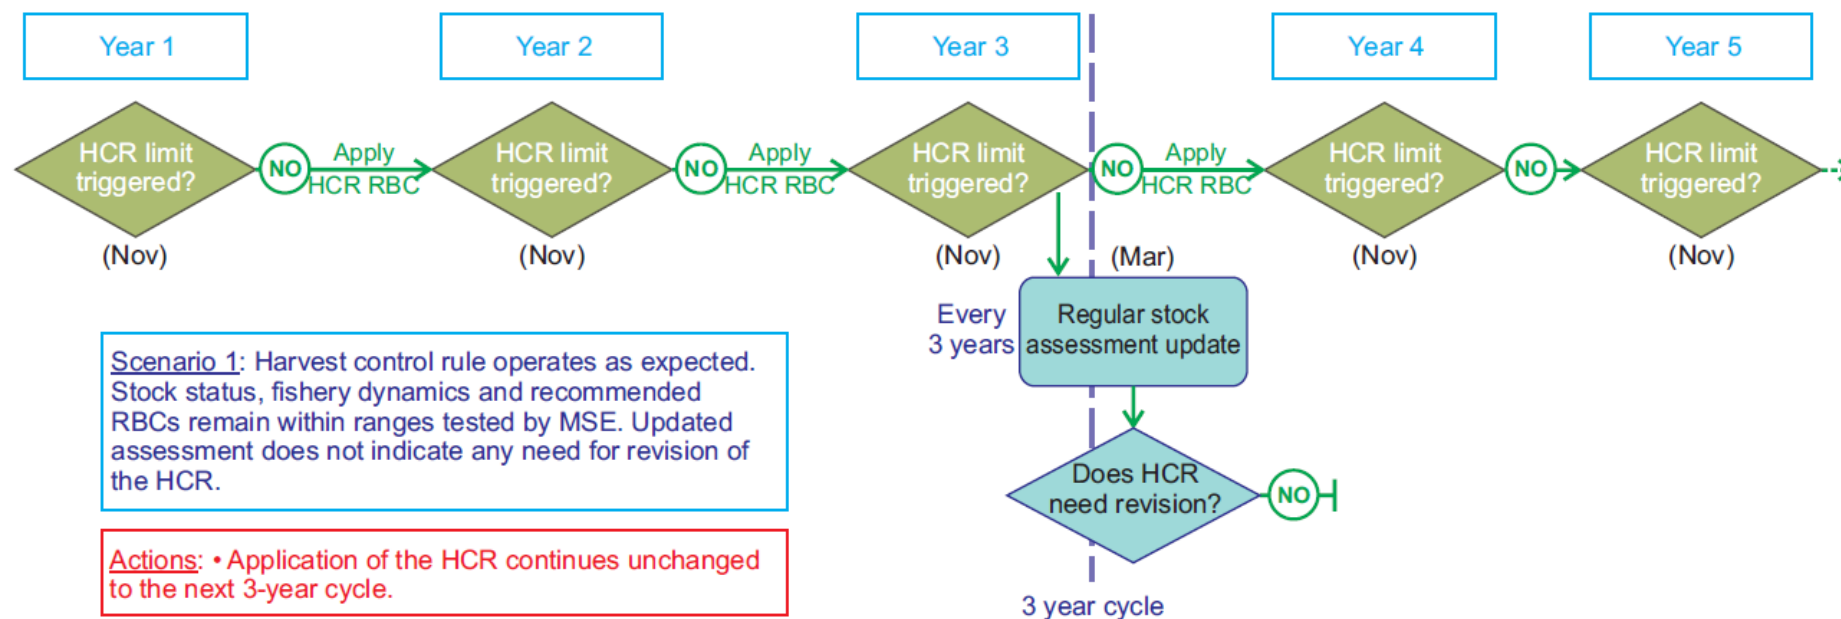 Year 1
Year 2
Year 3
Year 4
Year 5
HCR limit
triggered?
NO
Apply
HCR RBC
HCR limit
triggered?
NO
Apply
HCR RBC
HCR limit
triggered?
NO
Apply
HCR RBC
HCR limit
triggered?
NO
HCR limit
triggered?
(Nov)
(Nov)
(Nov)
(Mar)
(Nov)
(Nov)
Every
3 years
Regular stock
assessment update
Scenario 1: Harvest control rule operates as expected.
Stock status, fishery dynamics and recommended
RBCs remain within ranges tested by MSE. Updated
assessment does not indicate any need for revision of
the HCR.
Does HCR
need revision?
NO
Actions: • Application of the HCR continues unchanged
to the next 3-year cycle.
3 year cycle